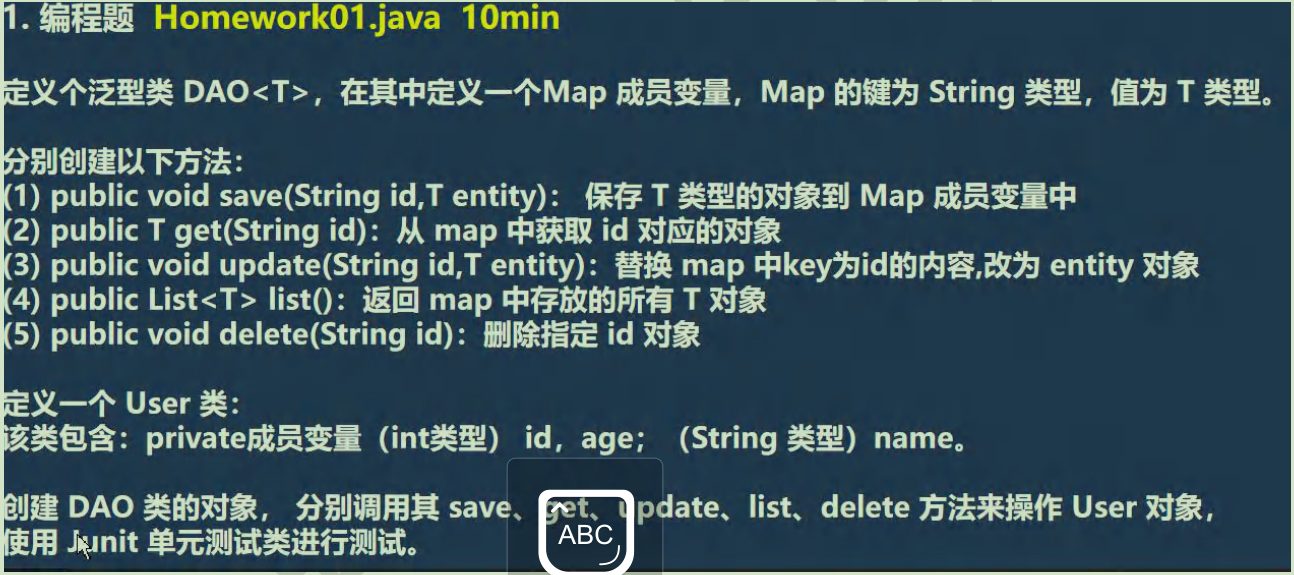 1. 编程题 Homework01.java 10min
定义个泛型类 DAO<T>，在其中定义一个Map 成员变量，Map 的键为 String 类型，值为 T 类型。
分别创建以下方法：
(1) public void save(String id,T entity)： 保存 T 类型的对象到 Map 成员变量中
(2) public T get(String id)：从 map 中获取 id 对应的对象
(3) public void update(String id,T entity)：替换 map 中key为id的内容,改为 entity 对象
(4) public List<T> list()：返回 map 中存放的所有 T 对象
(5) public void delete(String id)：删除指定 id 对象
定义一个 User 类：
该类包含：private成员变量（int类型） id，age；（String 类型）name。
创建 DAO 类的对象， 分别调用其 save、get、update、list、delete 方法来操作 User 对象，
使用 Junit 单元测试类进行测试。
ABC